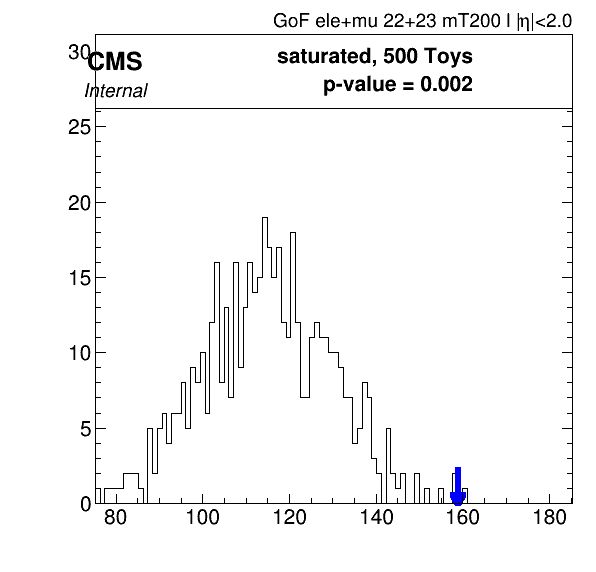 GoF ele+mu 22+23 mT200 l |η|<2.0
30
CMS
saturated, 500 Toys
Internal
p-value = 0.002
25
20
15
10
5
0
80 100 120 140 160 180